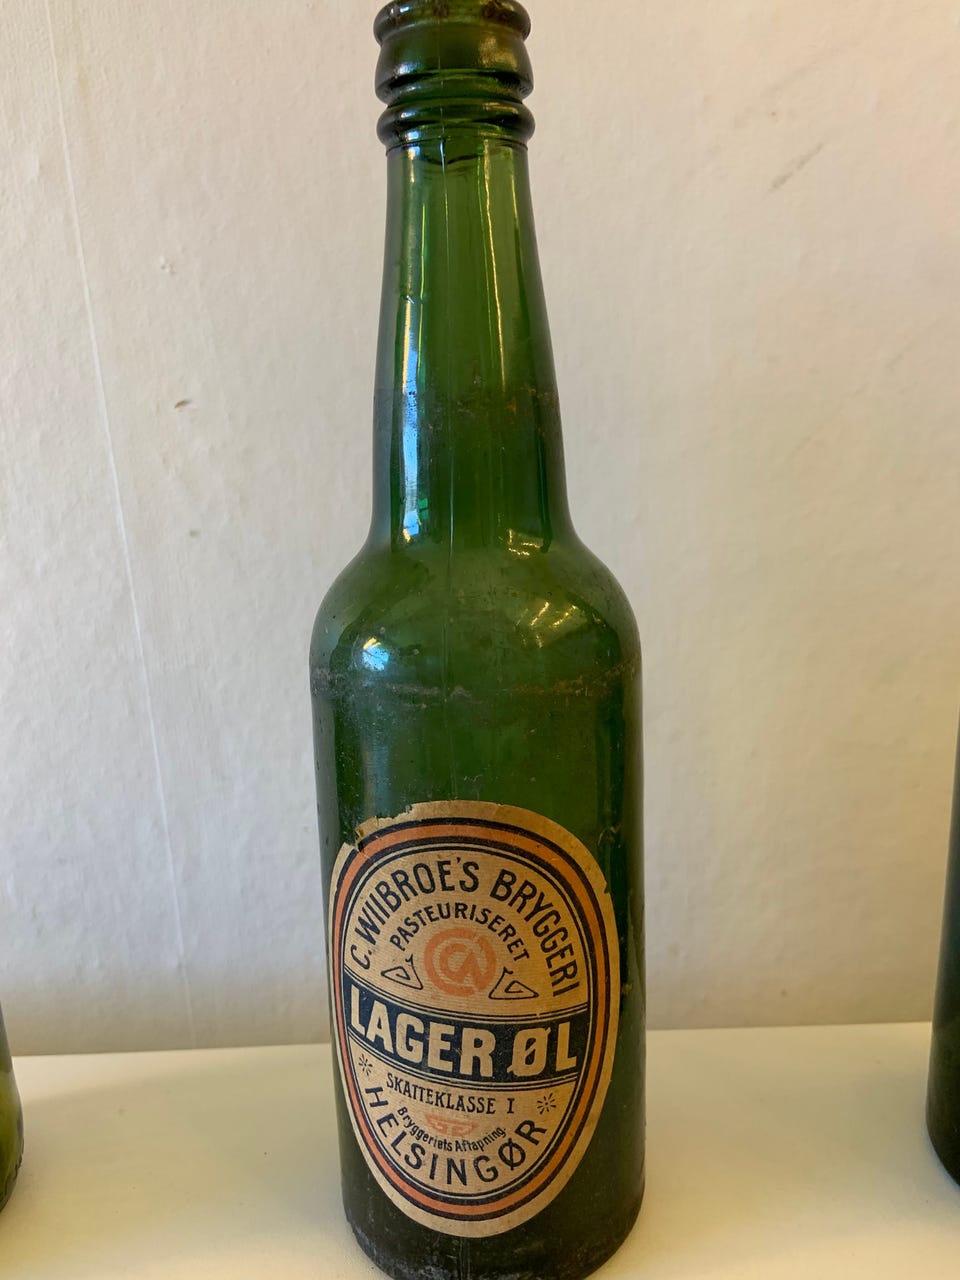 C. WIIBROE'S BRYGGERI
PASTEURISERET
LAGER ØL
SKATTEKLASSE I
Bryggeriets Aftapning.
HELSINGØR